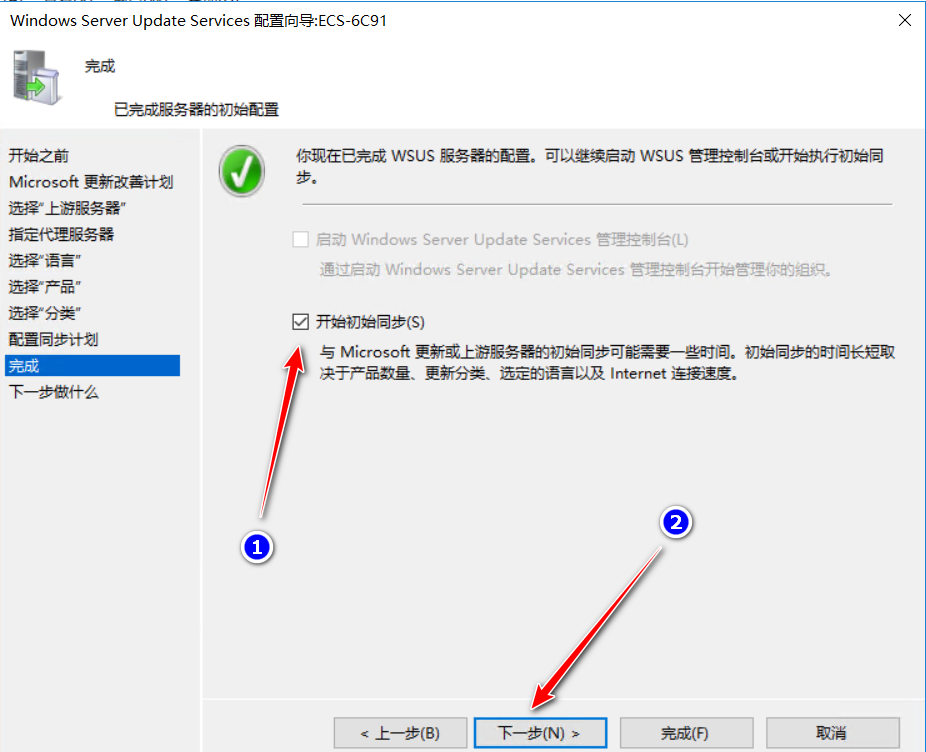 Windows Server Update Services 配置向导:ECS-6C91
完成
已完成服务器的初始配置
开始之前
Microsoft 更新改善计划
选择"上游服务器"
指定代理服务器
选择"语言"
选择"产品"
选择"分类"
配置同步计划
完成
下一步做什么
你现在已完成 WSUS 服务器的配置。可以继续启动 WSUS 管理控制台或开始执行初始同
步。
启动 Windows Server Update Services 管理控制台(L)
通过启动 Windows Server Update Services 管理控制台开始管理你的组织。
开始初始同步(S)
与 Microsoft 更新或上游服务器的初始同步可能需要一些时间。初始同步的时间长短取
决于产品数量、更新分类、选定的语言以及 Internet 连接速度。
1
2
< 上一步(B)
下一步(N) >
完成(F)
取消